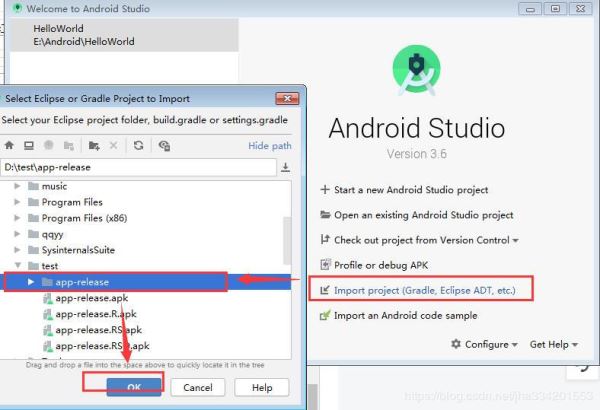 Welcome to Android Studio
HelloWorld
E:\Android\HelloWorld
Select Eclipse or Gradle Project to Import
Select your Eclipse project folder, build.gradle or settings.gradle
Hide path
D:\test\app-release
music
Program Files
Program Files (x86)
qqyy
SysinternalsSuite
test
app-release
app-release.apk
app-release.R.apk
app-release.RS
.apk
app-release.RS
.apk
Drag and drop a file into the space above to quickly locate it in the tree
OK
Cancel
Help
Android Studio
Version 3.6
Start a new Android Studio project
Open an existing Android Studio project
Check out project from Version Control
Profile or debug APK
Import project (Gradle, Eclipse ADT, etc.)
Import an Android code sample
Configure
Get Help
https://blog.csdn.net/jha334201553